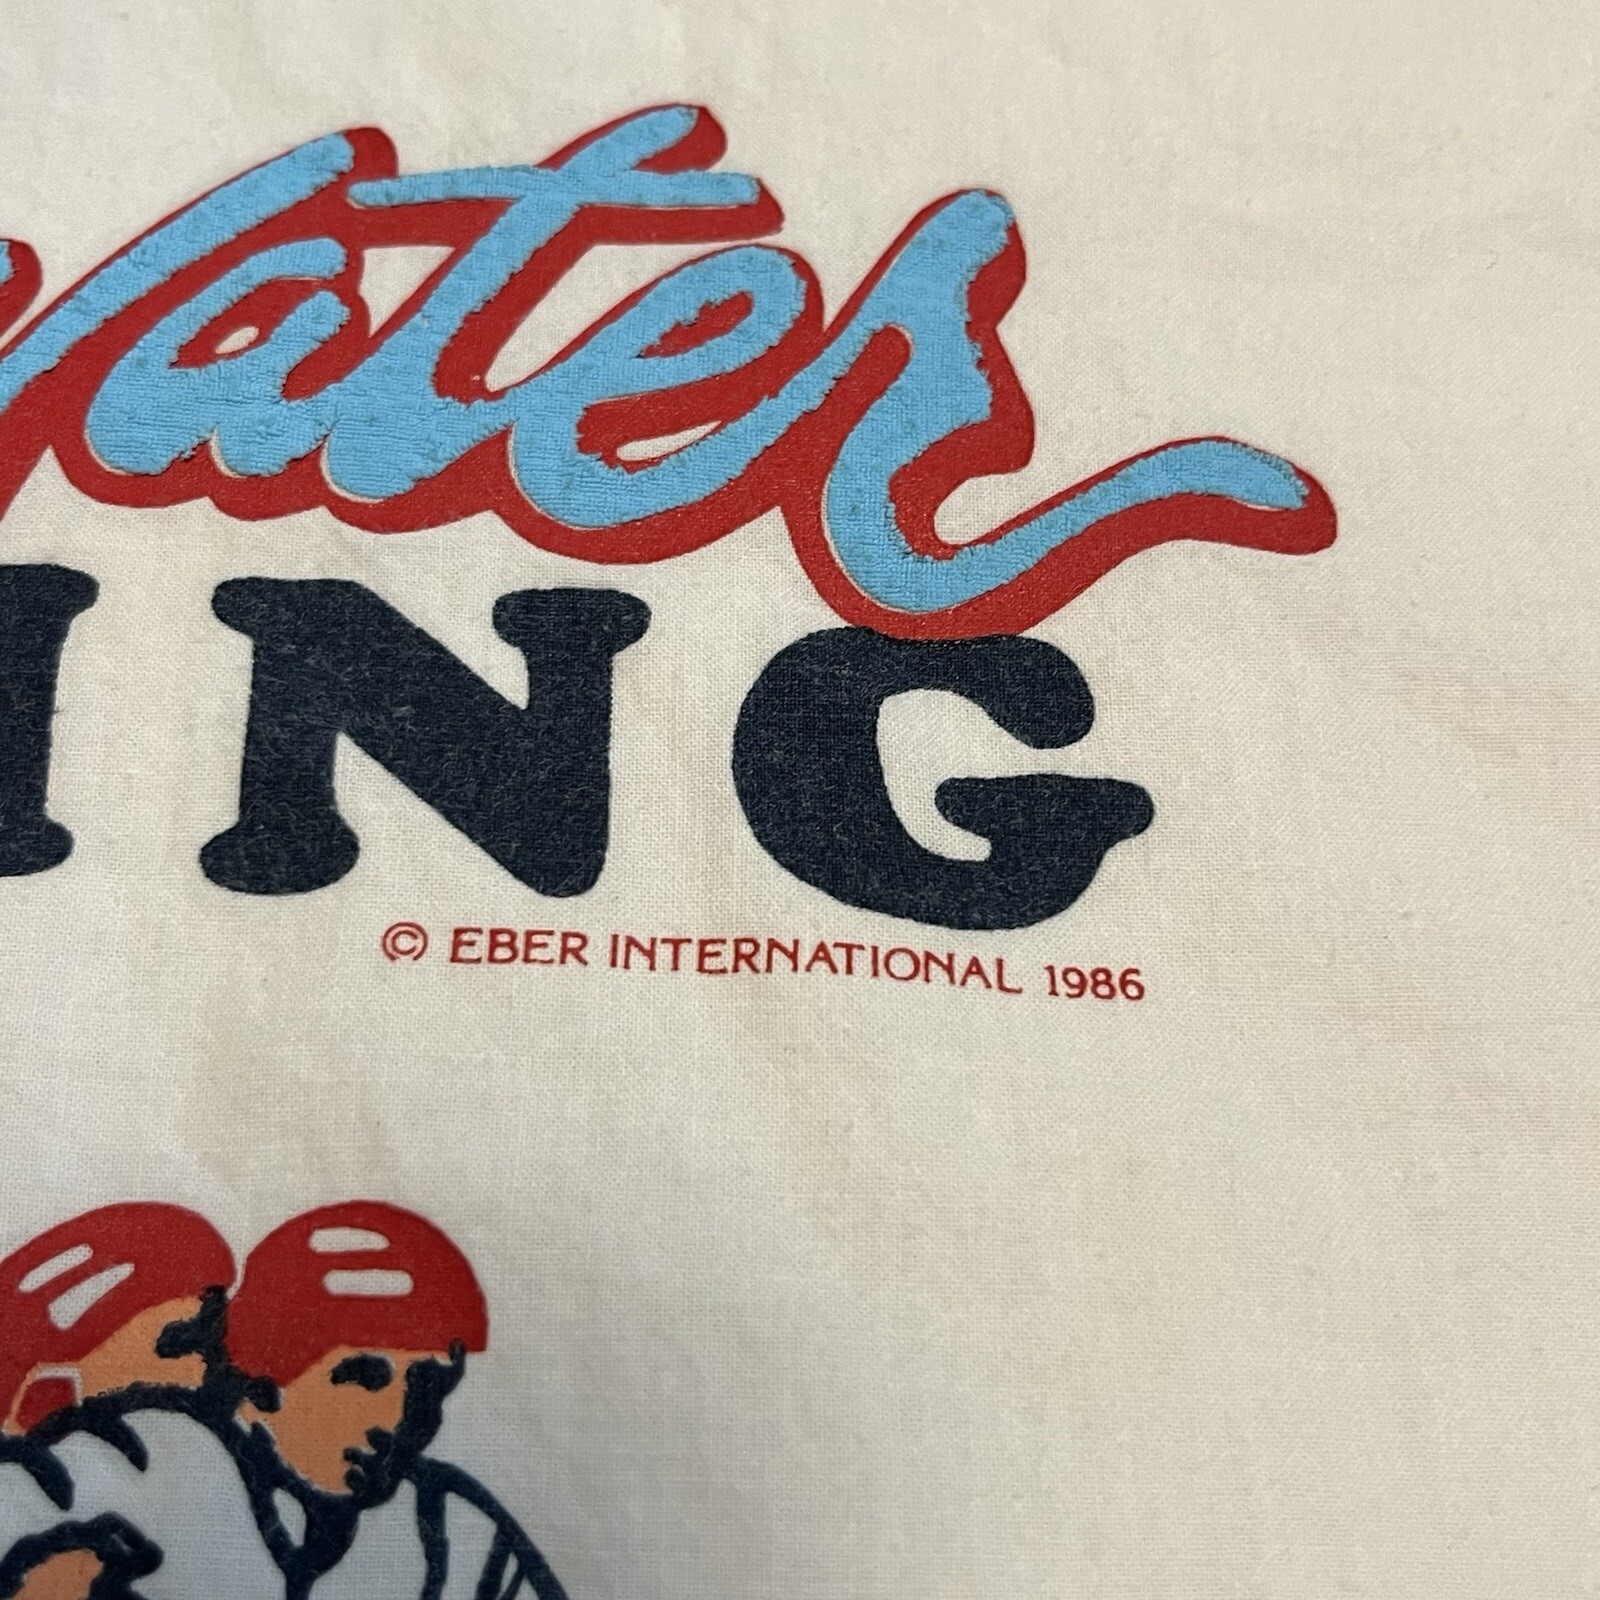 ater
ING
© EBER INTERNATIONAL 1986